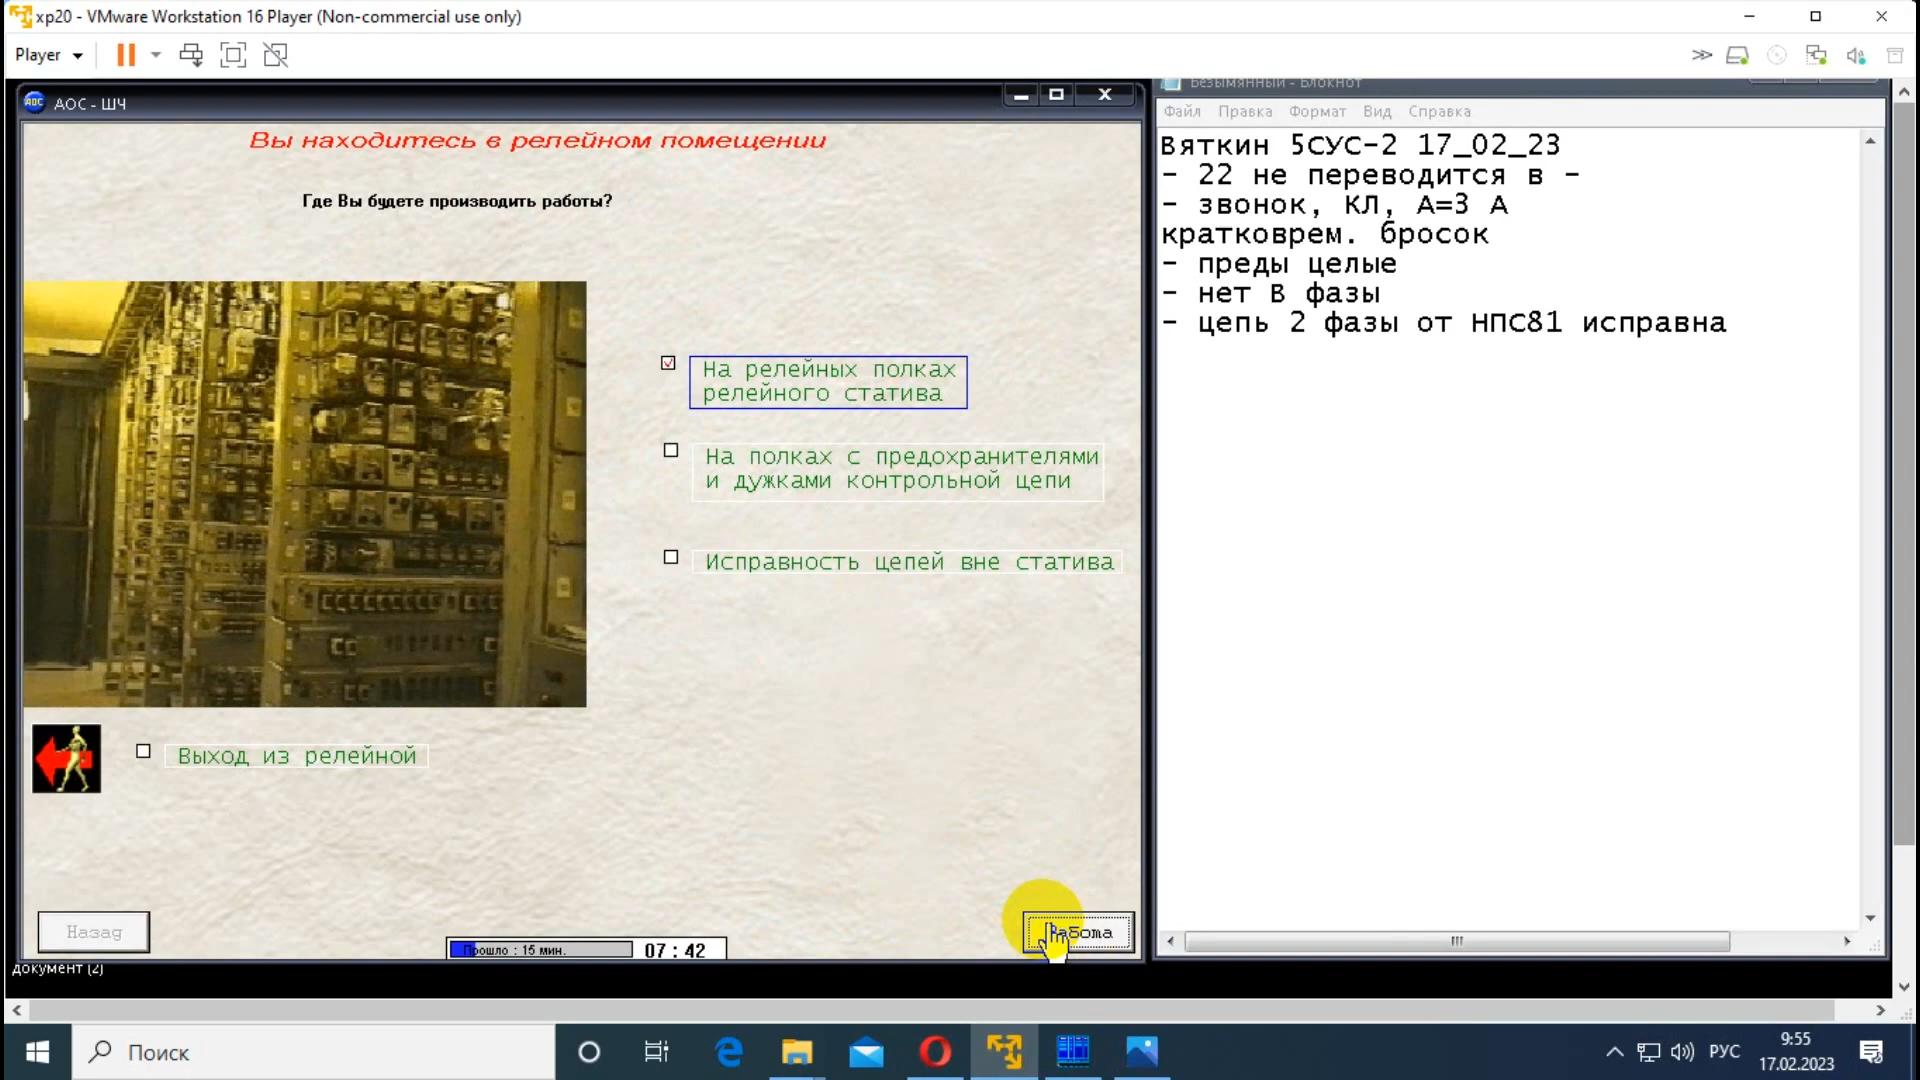 xp20 - VMware Workstation 16 Player (Non-commercial use only)
Player
АОС - ШЧ
Вы находитесь в релейном помещении
Где Вы будете производить работы?
На релейных полках
релейного статива
На полках с предохранителями
и дужками контрольной цепи
Исправность цепей вне статива
Выход из релейной
Назад
Прошло : 15 мин.
07 : 42
Работа
документ (2)
Безымянный - Блокнот
Файл Правка Формат Вид Справка
Вяткин 5СУС-2 17_02_23
- 22 не переводится в -
- звонок, КЛ, А=3 А
кратковрем. бросок
- преды целые
- нет В фазы
- цепь 2 фазы от НПС81 исправна
Поиск
РУС
9:55
17.02.2023